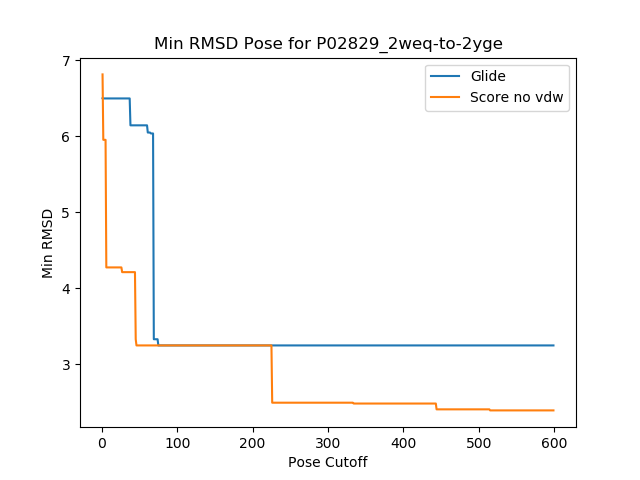 Min RMSD Pose for P02829_2weq-to-2yge
Glide
Score no vdw
7
6
5
4
3
Min RMSD
0 100 200 300 400 500 600
Pose Cutoff